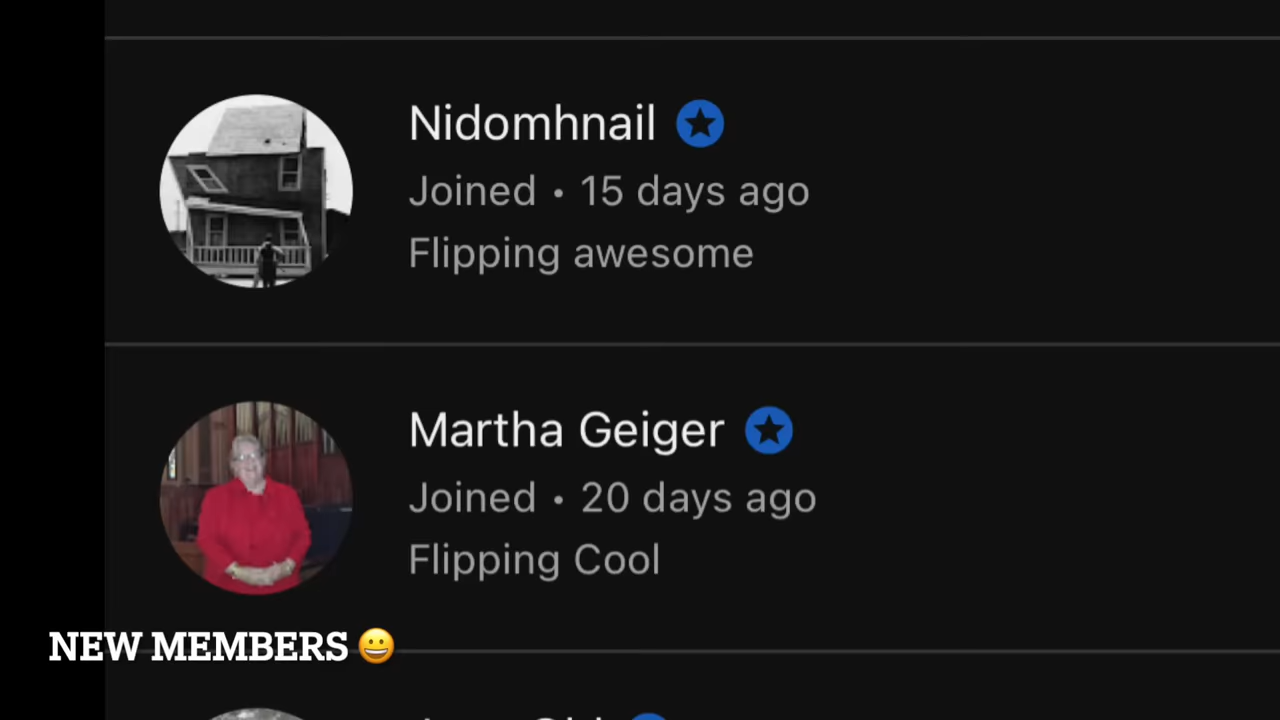 Nidomhnail
Joined • 15 days ago
Flipping awesome
Martha Geiger
Joined • 20 days ago
Flipping Cool
NEW MEMBERS 😀